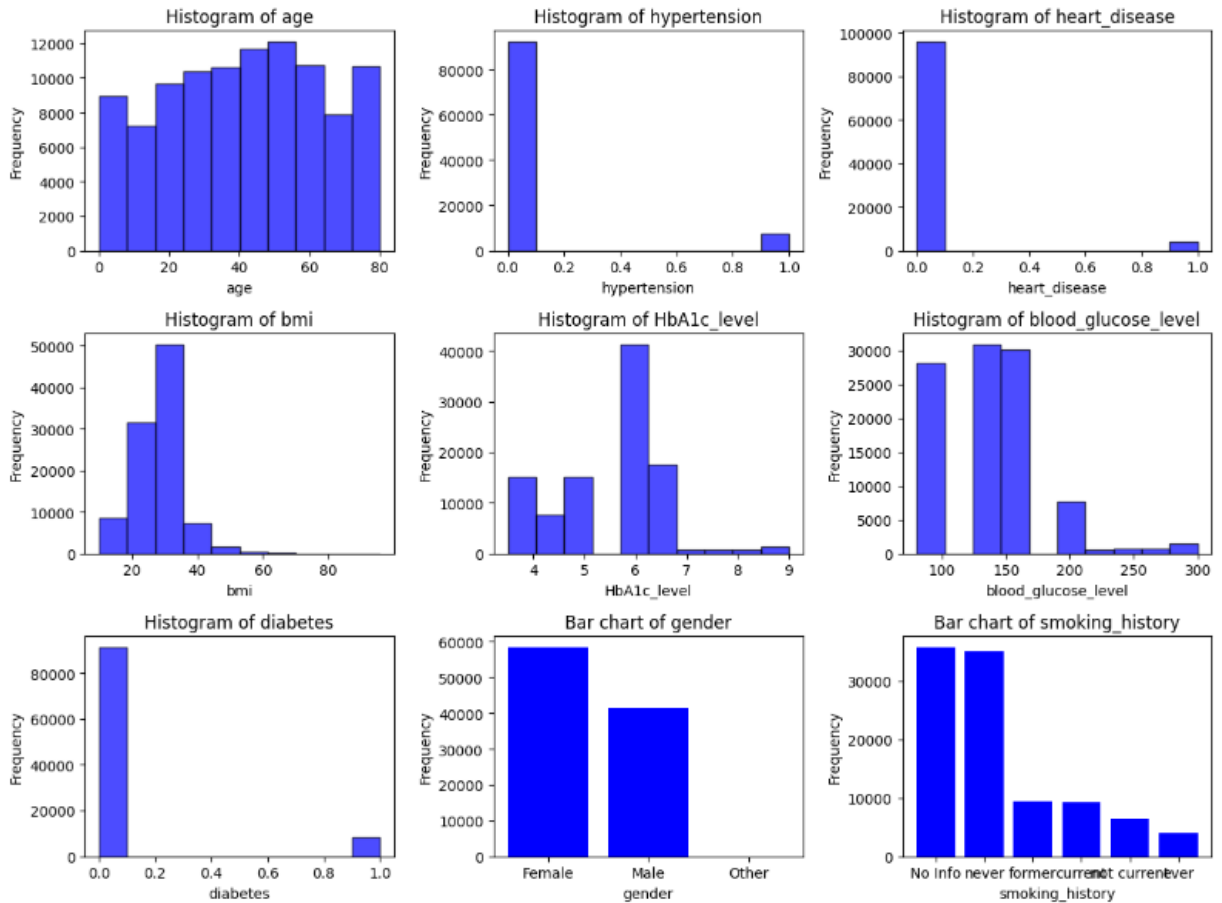 Histogram of age
Frequency
12000
10000
8000
6000
4000
2000
0
0 20 40 60 80
age
Histogram of hypertension
Frequency
80000
60000
40000
20000
0
0.0 0.2 0.4 0.6 0.8 1.0
hypertension
Histogram of heart_disease
Frequency
100000
80000
60000
40000
20000
0
0.0 0.2 0.4 0.6 0.8 1.0
heart_disease
Histogram of bmi
Frequency
50000
40000
30000
20000
10000
0
20 40 60 80
bmi
Histogram of HbA1c_level
Frequency
40000
30000
20000
10000
0
4 5 6 7 8 9
HbA1c_level
Histogram of blood_glucose_level
Frequency
30000
25000
20000
15000
10000
5000
0
100 150 200 250 300
blood_glucose_level
Histogram of diabetes
Frequency
80000
60000
40000
20000
0
0.0 0.2 0.4 0.6 0.8 1.0
diabetes
Bar chart of gender
Frequency
60000
50000
40000
30000
20000
10000
0
Female Male Other
gender
Bar chart of smoking_history
Frequency
30000
20000
10000
0
No Info never former current not current ever
smoking_history